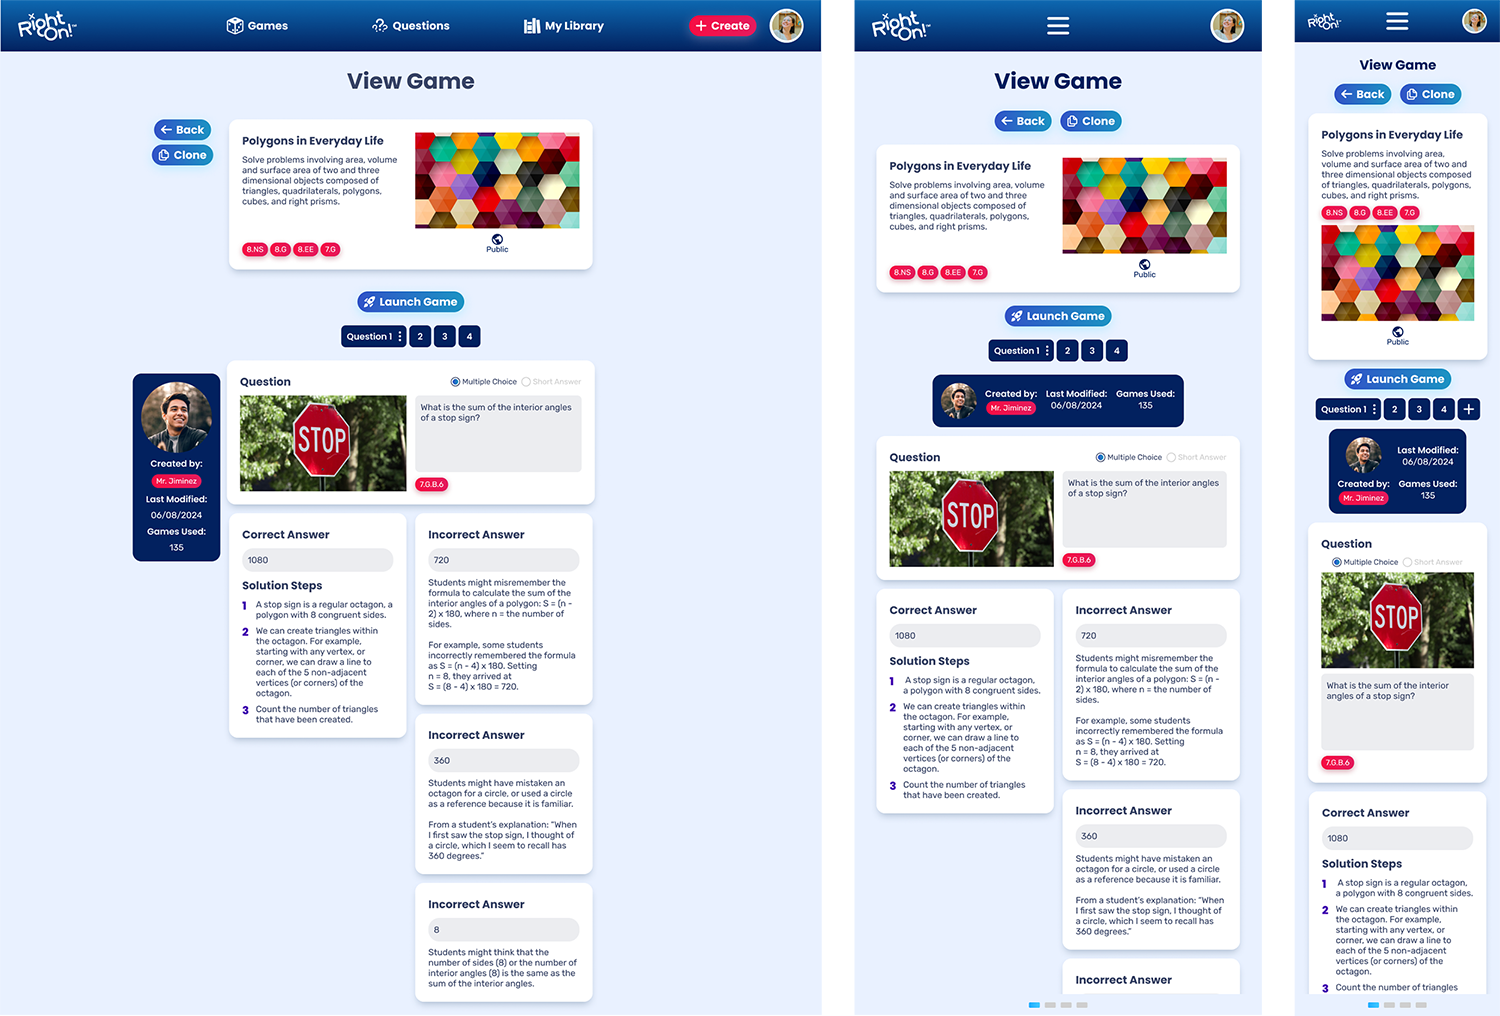 Right On!™
Games
Questions
My Library
+ Create
View Game
Back
Clone
Polygons in Everyday Life
Solve problems involving area, volume
and surface area of two and three
dimensional objects composed of
triangles, quadrilaterals, polygons,
cubes, and right prisms.
8.NS 8.G 8.EE 7.G
Public
Launch Game
Question 1 2 3 4
Created by:
Mr. Jiminez
Last Modified:
06/08/2024
Games Used:
135
Question
Multiple Choice Short Answer
STOP
What is the sum of the interior angles
of a stop sign?
7.G.B.6
Correct Answer
1080
Solution Steps
1 A stop sign is a regular octagon, a
polygon with 8 congruent sides.
2 We can create triangles within
the octagon. For example,
starting with any vertex, or
corner, we can draw a line to
each of the 5 non-adjacent
vertices (or corners) of the
octagon.
3 Count the number of triangles
that have been created.
Incorrect Answer
720
Students might misremember the
formula to calculate the sum of the
interior angles of a polygon: S = (n -
2) x 180, where n = the number of
sides.
For example, some students
incorrectly remembered the formula
as S = (n - 4) x 180. Setting
n = 8, they arrived at
S = (8 - 4) x 180 = 720.
Incorrect Answer
360
Students might have mistaken an
octagon for a circle, or used a circle
as a reference because it is familiar.
From a student's explanation: "When
I first saw the stop sign, I thought of
a circle, which I seem to recall has
360 degrees."
Incorrect Answer
8
Students might think that the
number of sides (8) or the number of
interior angles (8) is the same as the
sum of the interior angles.
Right On!™
View Game
Back
Clone
Polygons in Everyday Life
Solve problems involving area, volume
and surface area of two and three
dimensional objects composed of
triangles, quadrilaterals, polygons,
cubes, and right prisms.
8.NS 8.G 8.EE 7.G
Public
Launch Game
Question 1 2 3 4
Created by:
Mr. Jiminez
Last Modified:
06/08/2024
Games Used:
135
Question
Multiple Choice Short Answer
STOP
What is the sum of the interior angles
of a stop sign?
7.G.B.6
Correct Answer
1080
Solution Steps
1 A stop sign is a regular octagon,
a polygon with 8 congruent sides.
2 We can create triangles within
the octagon. For example,
starting with any vertex, or
corner, we can draw a line to
each of the 5 non-adjacent
vertices (or corners) of the
octagon.
3 Count the number of triangles
that have been created.
Incorrect Answer
720
Students might misremember the
formula to calculate the sum of the
interior angles of a polygon: S = (n -
2) x 180, where n = the number of
sides.
For example, some students
incorrectly remembered the formula
as S = (n - 4) x 180. Setting
n = 8, they arrived at
S = (8 - 4) x 180 = 720.
Incorrect Answer
360
Students might have mistaken an
octagon for a circle, or used a circle
as a reference because it is familiar.
From a student's explanation: "When
I first saw the stop sign, I thought of
a circle, which I seem to recall has
360 degrees."
Incorrect Answer
Right On!™
View Game
Back
Clone
Polygons in Everyday Life
Solve problems involving area,
volume and surface area of two and
three dimensional objects composed
of triangles, quadrilaterals, polygons,
cubes, and right prisms.
8.NS 8.G 8.EE 7.G
Public
Launch Game
Question 1 2 3 4 +
Last Modified:
06/08/2024
Created by:
Mr. Jiminez
Games Used:
135
Question
Multiple Choice Short Answer
STOP
What is the sum of the interior
angles of a stop sign?
7.G.B.6
Correct Answer
1080
Solution Steps
1 A stop sign is a regular octagon,
a polygon with 8 congruent sides.
2 We can create triangles within
the octagon. For example,
starting with any vertex, or
corner, we can draw a line to
each of the 5 non-adjacent
vertices (or corners) of the
octagon.
3 Count the number of triangles